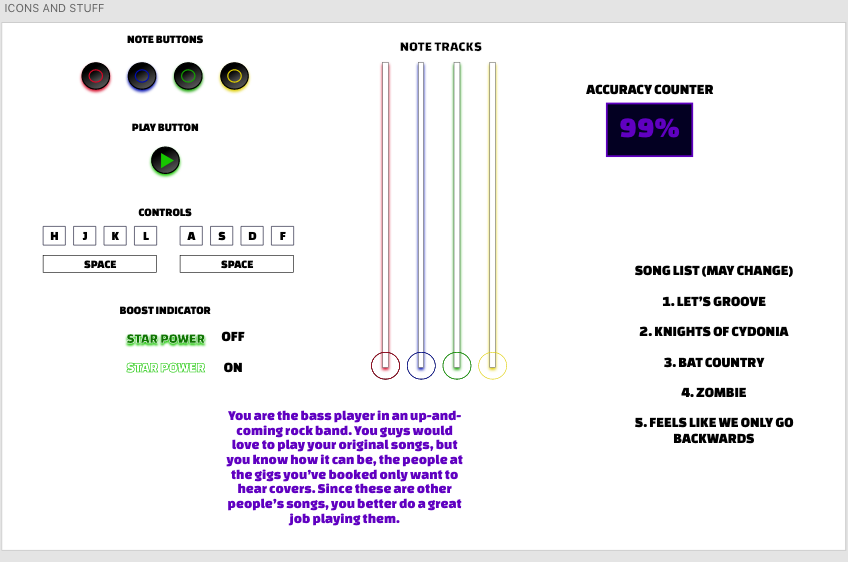 ICONS AND STUFF
NOTE BUTTONS
PLAY BUTTON
CONTROLS
H J K L A S D F
SPACE SPACE
BOOST INDICATOR
STAR POWER OFF
STAR POWER ON
NOTE TRACKS
You are the bass player in an up-and-
coming rock band. You guys would
love to play your original songs, but
you know how it can be, the people at
the gigs you've booked only want to
hear covers. Since these are other
people's songs, you better do a great
job playing them.
ACCURACY COUNTER
99%
SONG LIST (MAY CHANGE)
1. LET'S GROOVE
2. KNIGHTS OF CYDONIA
3. BAT COUNTRY
4. ZOMBIE
5. FEELS LIKE WE ONLY GO
BACKWARDS